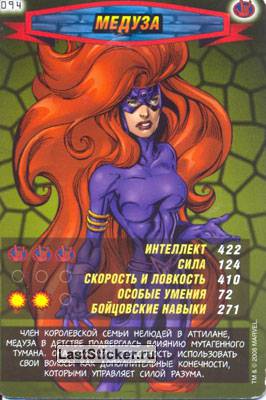 094
МЕДУЗА
ИНТЕЛЛЕКТ 422
СИЛА 124
СКОРОСТЬ И ЛОВКОСТЬ 410
ОСОБЫЕ УМЕНИЯ 72
БОЙЦОВСКИЕ НАВЫКИ 271
ЧЛЕН КОРОЛЕВСКОЙ СЕМЬИ НЕЛЮДЕЙ В АТТИЛАНЕ,
МЕДУЗА В ДЕТСТВЕ ПОДВЕРГЛАСЬ ВЛИЯНИЮ МУТАГЕННОГО
ТУМАНА. ИСПОЛЬЗОВАТЬ
СВОИ ВОЛОСЫ КАК ДОПОЛНИТЕЛЬНЫЕ КОНЕЧНОСТИ,
КОТОРЫМИ УПРАВЛЯЕТ СИЛОЙ РАЗУМА.
LastSticker.ru
TM & © 2008 MARVEL